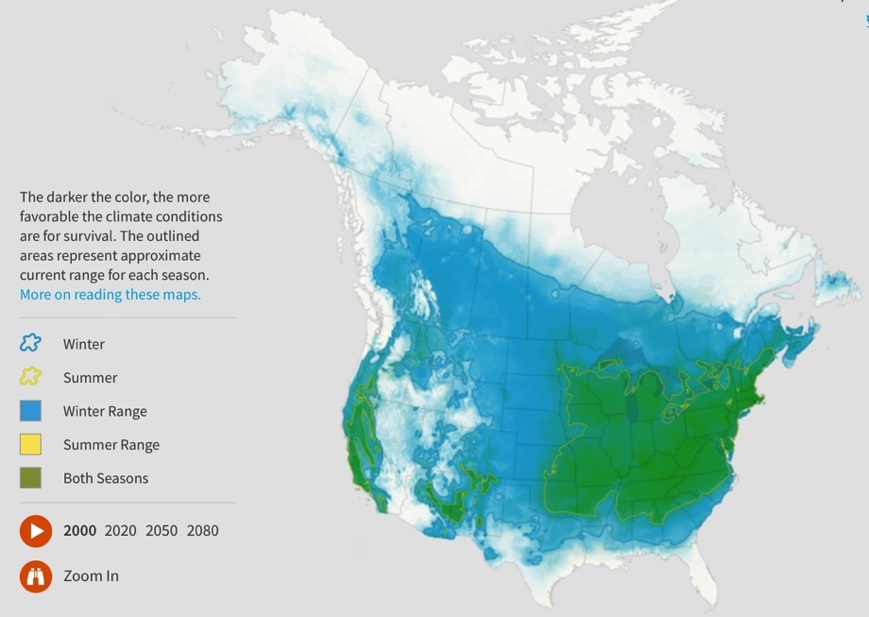 The darker the color, the more
favorable the climate conditions
are for survival. The outlined
areas represent approximate
current range for each season.
More on reading these maps.
Winter
Summer
Winter Range
Summer Range
Both Seasons
2000 2020 2050 2080
Zoom In